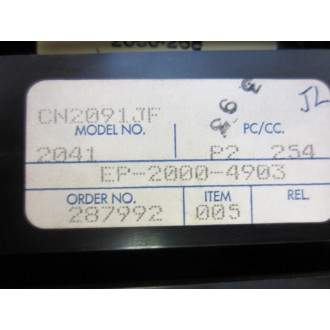 CN2091JF
MODEL NO. PC/CC.
2041 P2 254
EP-2000-4903
ORDER NO. ITEM REL.
287992 005
JL